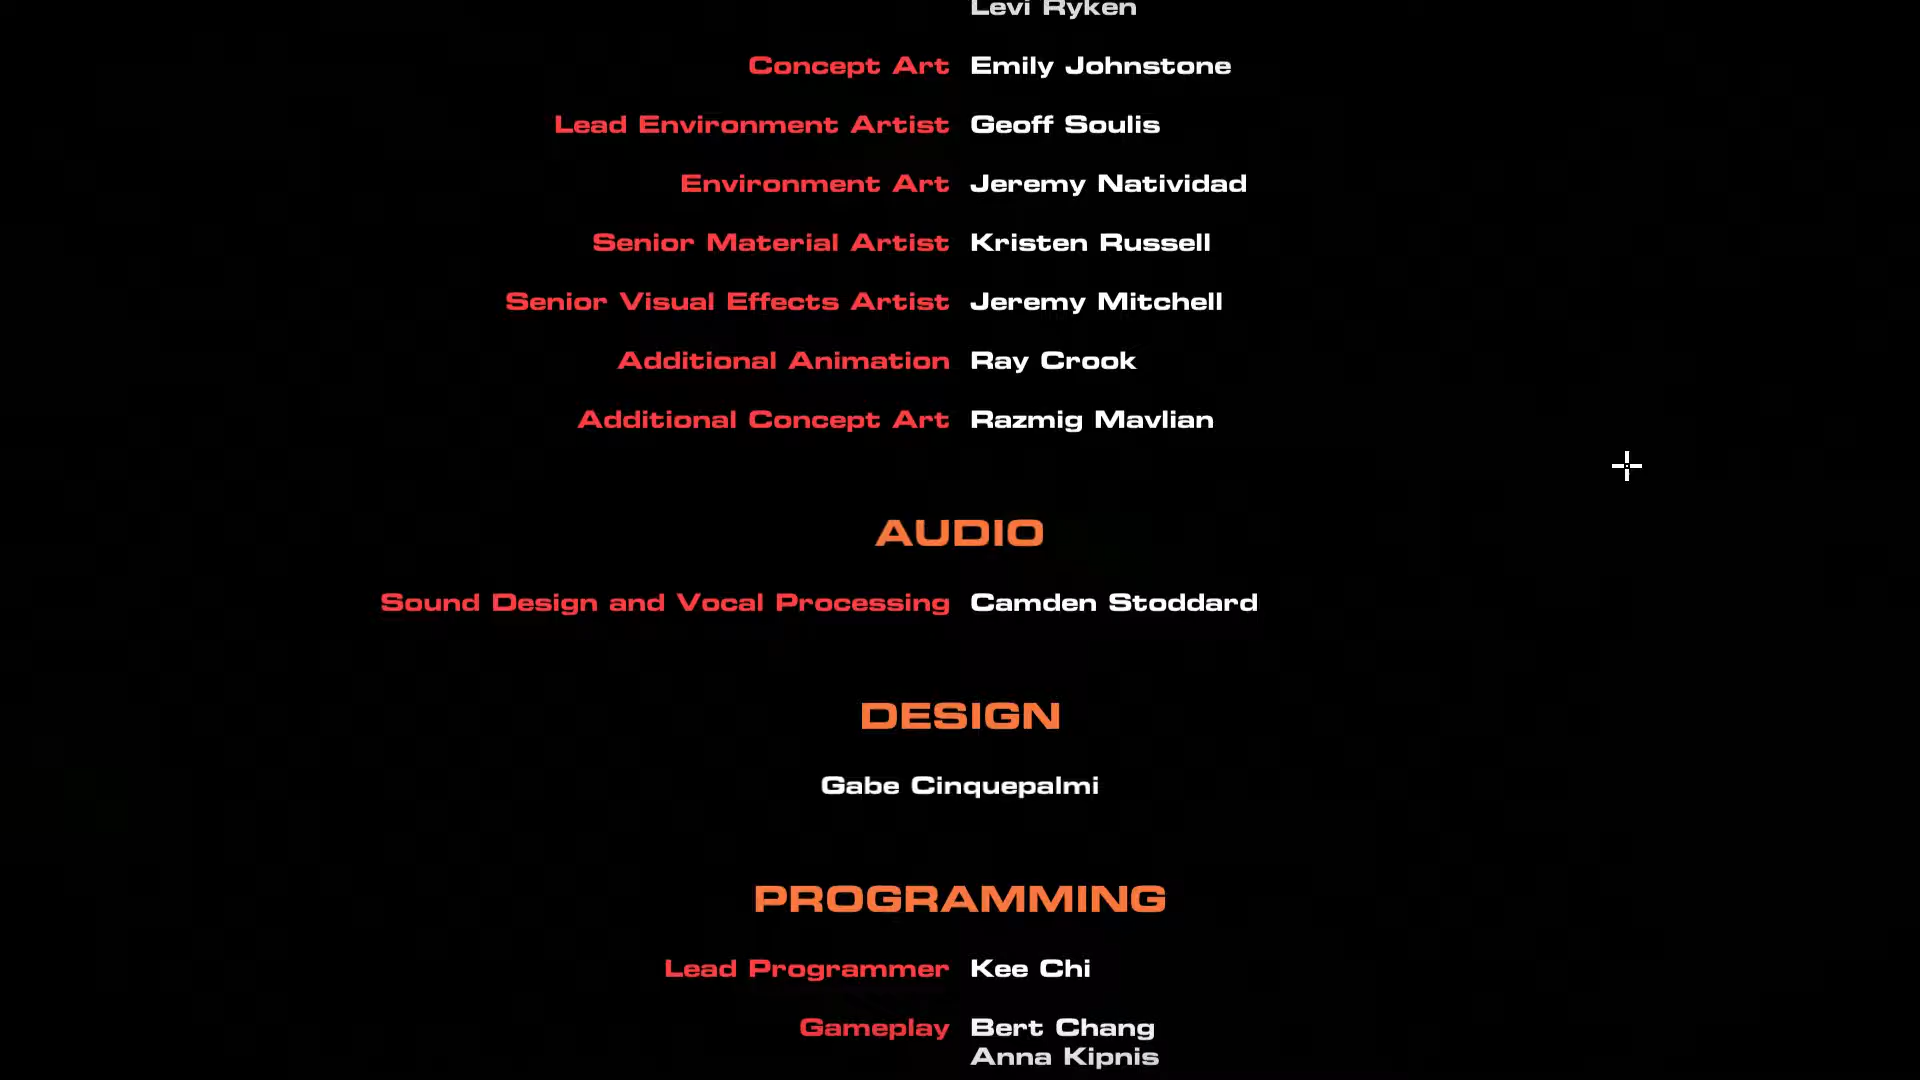 Levi Ryken
Concept Art Emily Johnstone
Lead Environment Artist Geoff Soulis
Environment Art Jeremy Natividad
Senior Material Artist Kristen Russell
Senior Visual Effects Artist Jeremy Mitchell
Additional Animation Ray Crook
Additional Concept Art Razmig Mavlian
AUDIO
Sound Design and Vocal Processing Camden Stoddard
DESIGN
Gabe Cinquepalmi
PROGRAMMING
Lead Programmer Kee Chi
Gameplay Bert Chang
Anna Kipnis